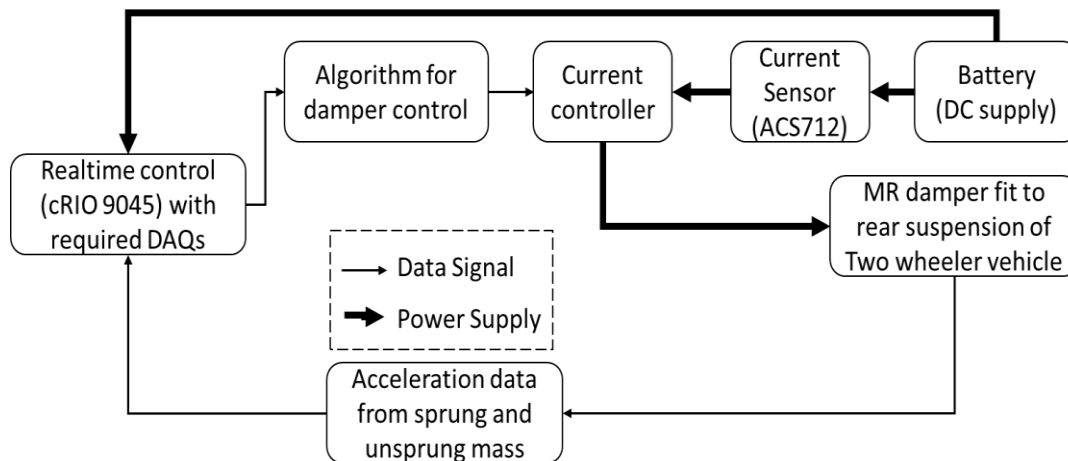 Algorithm for
damper control
Current
controller
Current
Sensor
(ACS712)
Battery
(DC supply)
Realtime control
(cRIO 9045) with
required DAQs
MR damper fit to
rear suspension of
Two wheeler vehicle
Data Signal
Power Supply
Acceleration data
from sprung and
unsprung mass